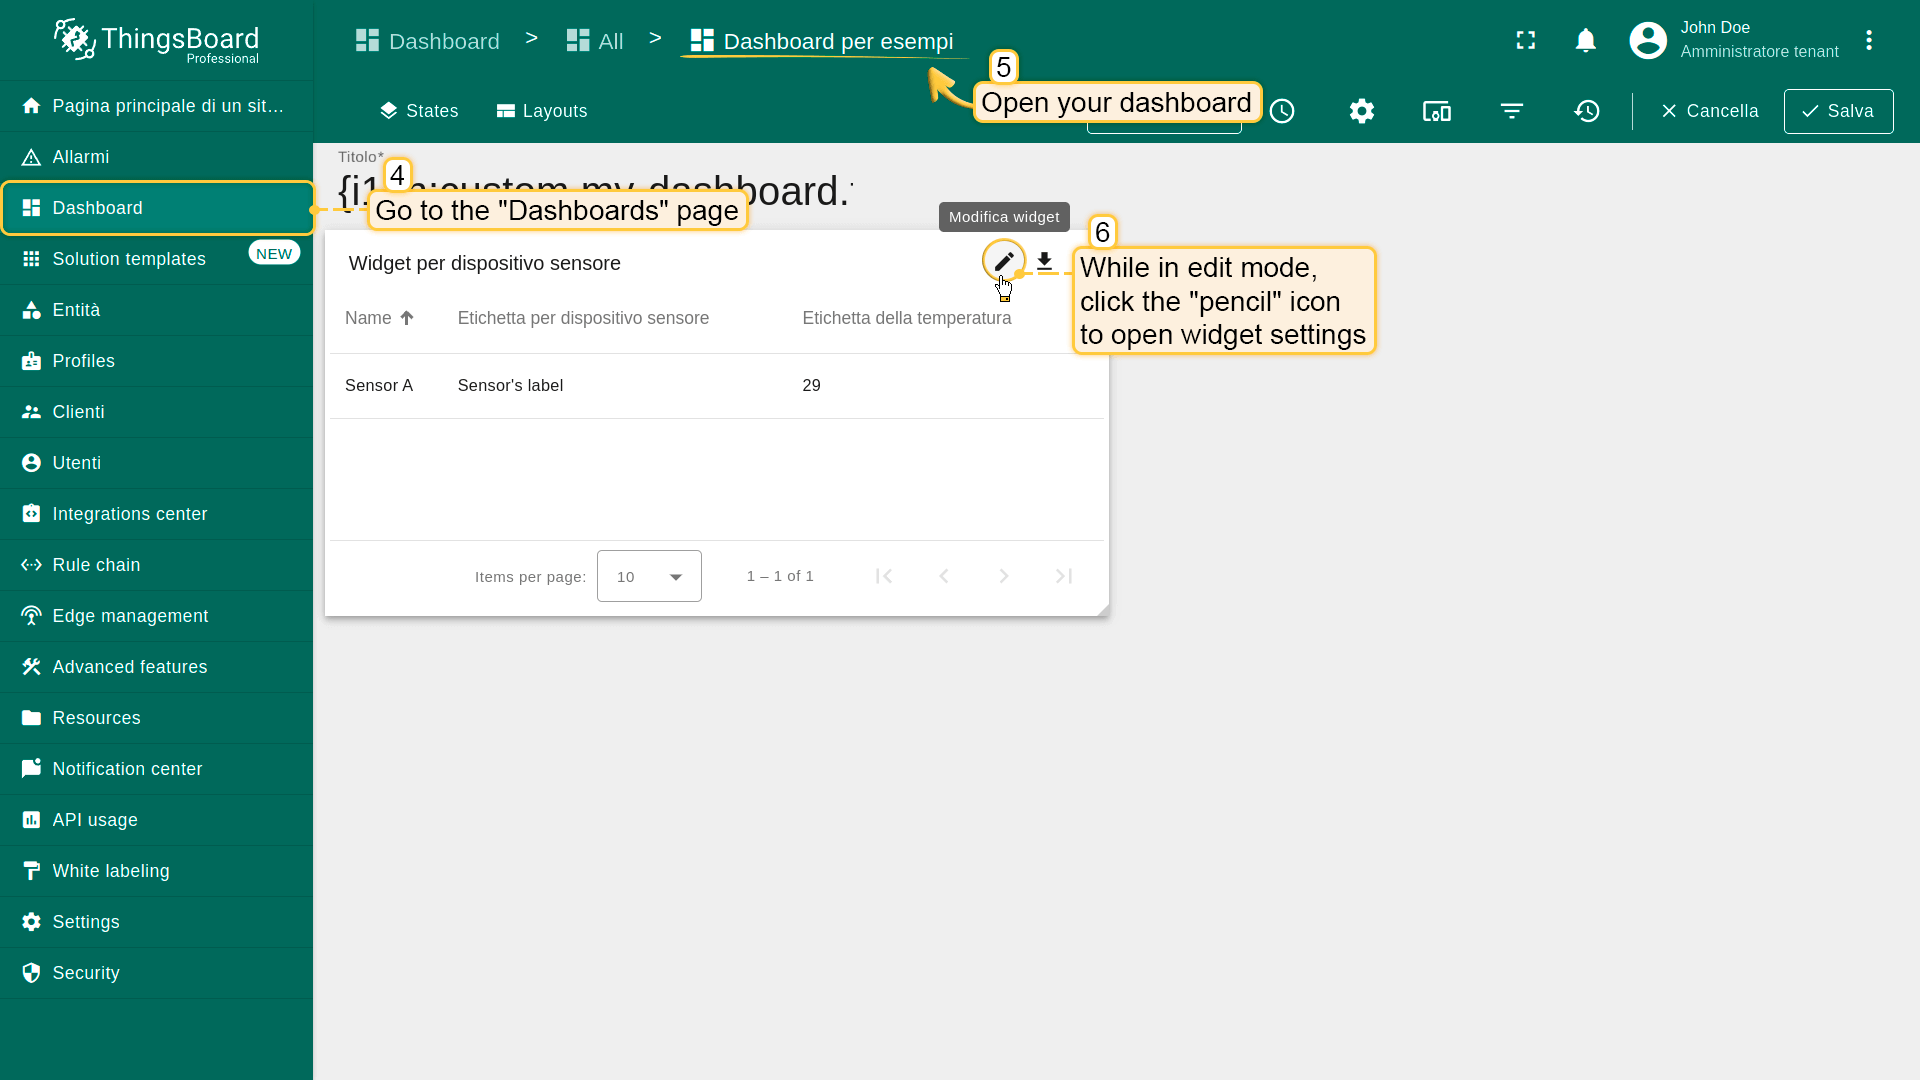 ThingsBoard
Professional
Dashboard > All > Dashboard per esempi
John Doe
Amministratore tenant
5
Open your dashboard
States
Layouts
Cancella
Salva
Pagina principale di un sit...
Allarmi
Dashboard
Solution templates
NEW
Entità
Profiles
Clienti
Utenti
Integrations center
Rule chain
Edge management
Advanced features
Resources
Notification center
API usage
White labeling
Settings
Security
Titolo*
4
Go to the "Dashboards" page
Modifica widget
6
While in edit mode,
click the "pencil" icon
to open widget settings
Widget per dispositivo sensore
Name Etichetta per dispositivo sensore Etichetta della temperatura
Sensor A Sensor's label 29
Items per page: 10 1 – 1 of 1